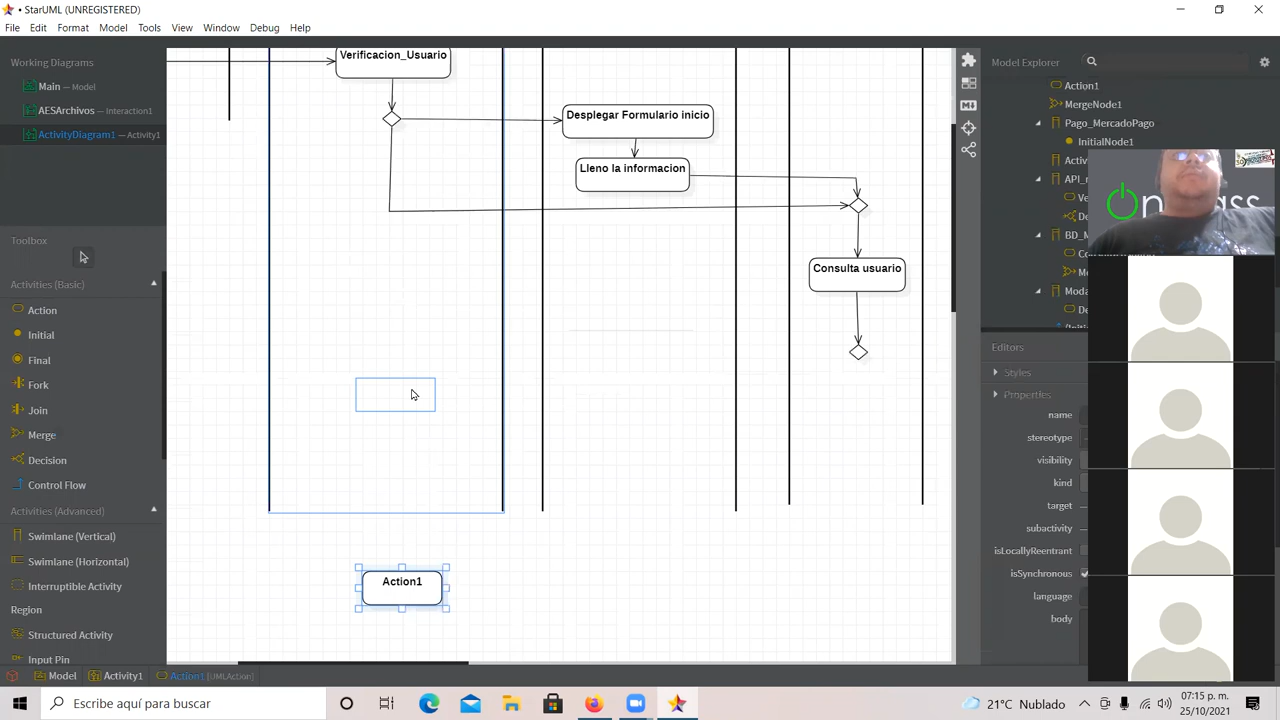 • StarUML (UNREGISTERED)
File Edit Format Model Tools View Window Debug Help
Working Diagrams
Main — Model
AESArchivos — Interaction1
ActivityDiagram1 — Activity1
Toolbox
Activities (Basic)
Action
Initial
Final
Fork
Join
Merge
Decision
Control Flow
Activities (Advanced)
Swimlane (Vertical)
Swimlane (Horizontal)
Interruptible Activity
Region
Structured Activity
Input Pin
Verificacion_Usuario
Desplegar Formulario inicio
Lleno la informacion
Consulta usuario
Action1
Model Explorer
Action1
MergeNode1
Pago_MercadoPago
InitialNode1
Editors
Styles
Properties
name
stereotype
visibility
kind
target
subactivity
isLocallyReentrant
isSynchronous
language
body
Model Activity1 Action1 [UMLAction]
Escribe aquí para buscar
21°C Nublado
07:15 p. m.
25/10/2021